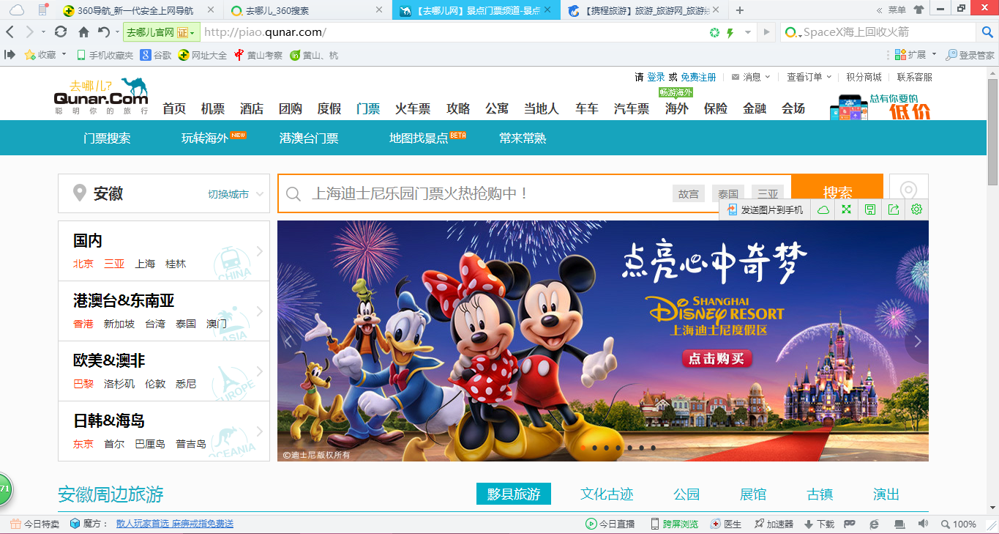 360导航_新一代安全上网导航
去哪儿_360搜索
【去哪儿网】景点门票频道-景点
【携程旅游】旅游_旅游网_旅游
菜单
去哪儿官网 证
http://piao.qunar.com/
SpaceX海上回收火箭
收藏 手机收藏夹 谷歌 网址大全 黄山考察 黄山、杭
扩展 登录管家
请 登录 或 免费注册 消息 查看订单 积分商城 联系客服
去哪儿?
Qunar.Com
聪明你的旅行
畅游海外
首页 机票 酒店 团购 度假 门票 火车票 攻略 公寓 当地人 车车 汽车票 海外 保险 金融 会场
总有你要的
低价
门票搜索 玩转海外 NEW 港澳台门票 地图找景点 BETA 常来常熟
安徽 切换城市
上海迪士尼乐园门票火热抢购中！ 故宫 泰国 三亚 搜索
发送图片到手机
国内
北京 三亚 上海 桂林
CHINA
港澳台&东南亚
香港 新加坡 台湾 泰国 澳门
ASIA
欧美&澳非
巴黎 洛杉矶 伦敦 悉尼
EUROPE
日韩&海岛
东京 首尔 巴厘岛 普吉岛
OCEANIA
点亮心中奇梦
SHANGHAI
DISNEY RESORT
上海迪士尼度假区
点击购买
©迪士尼 版权所有
71
安徽周边旅游 黟县旅游 文化古迹 公园 展馆 古镇 演出
今日特卖 魔方： 散人玩家首选 麻痹戒指免费送
今日直播 跨屏浏览 医生 加速器 下载 100%